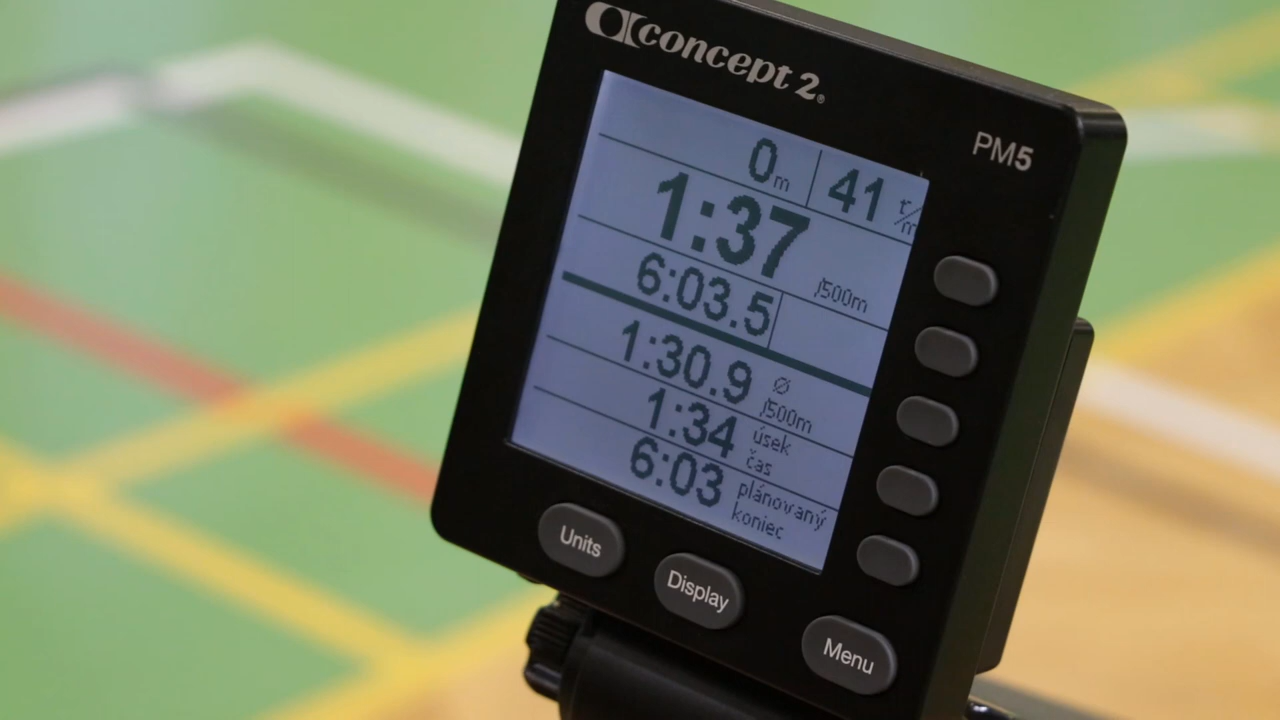 concept 2®
PM5
0m 41 t/m
1:37 /500m
6:03.5
1:30.9 Ø /500m
1:34 úsek čas
6:03 plánovaný koniec
Units
Display
Menu